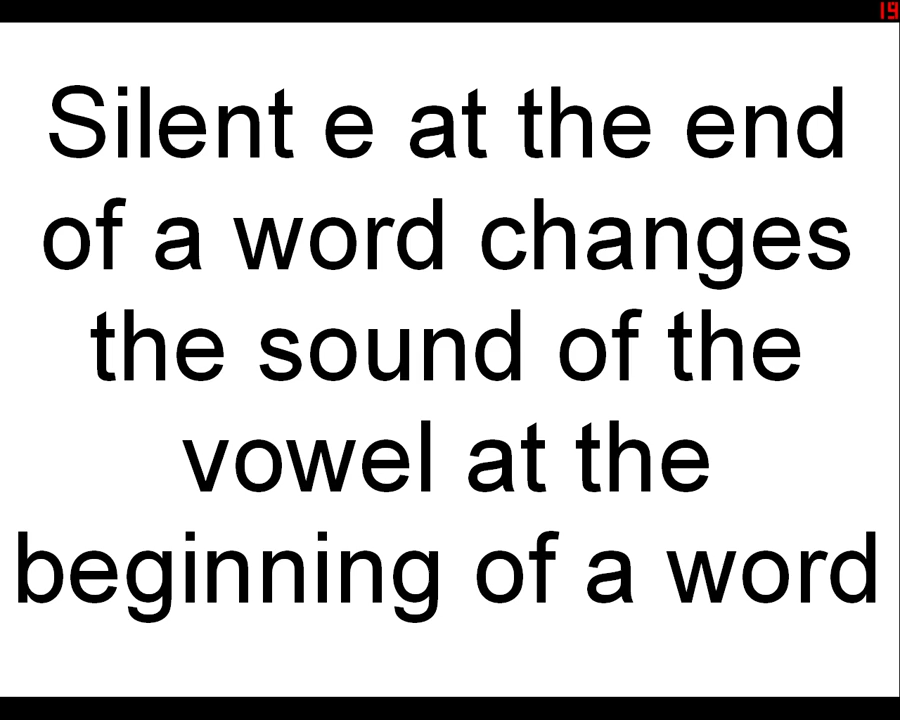 19
Silent e at the end
of a word changes
the sound of the
vowel at the
beginning of a word